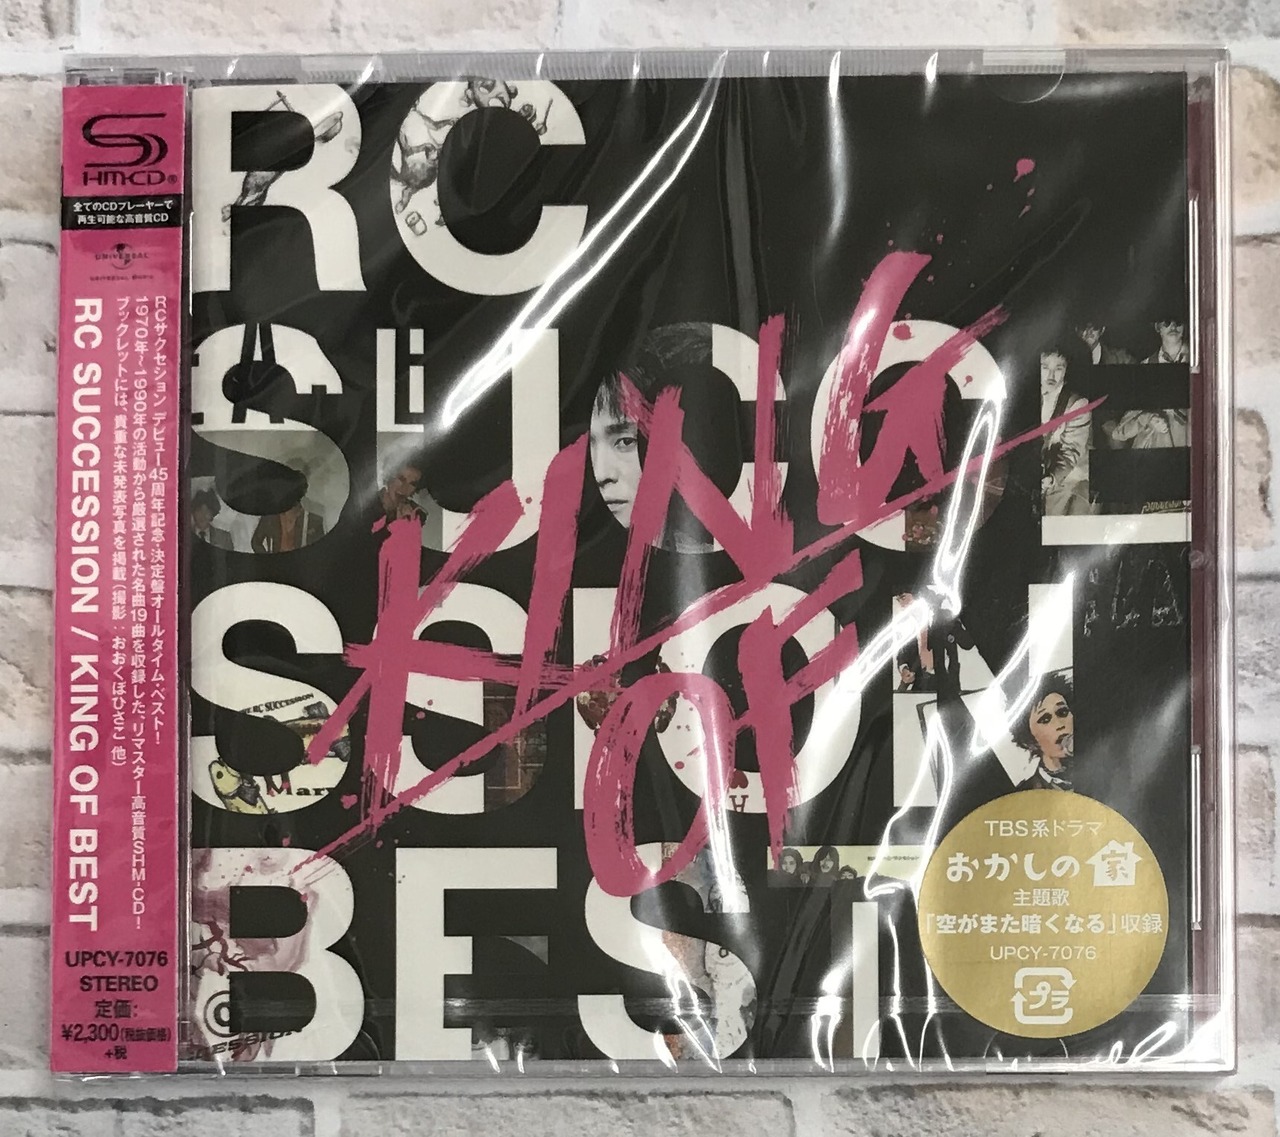 SHM-CD®
全てのCDプレーヤーで
再生可能な高音質CD
UNIVERSAL
UNIVERSAL MUSIC
RCサクセション デビュー45周年記念・決定盤オールタイム・ベスト!
1970年~1990年の活動から厳選された名曲19曲を収録した、リマスター高音質SHM-CD!
ブックレットには、貴重な未発表写真を掲載(撮影:おおくぼひさこ 他)
RC SUCCESSION / KING OF BEST
UPCY-7076
STEREO
定価:
¥2,300(税抜価格)
+税
RC
SUCCE
SSION
BEST
KING
OF
RC SUCCESSION
Mar
A
TBS系ドラマ
おかしの家
主題歌
「空がまた暗くなる」収録
UPCY-7076
プラ